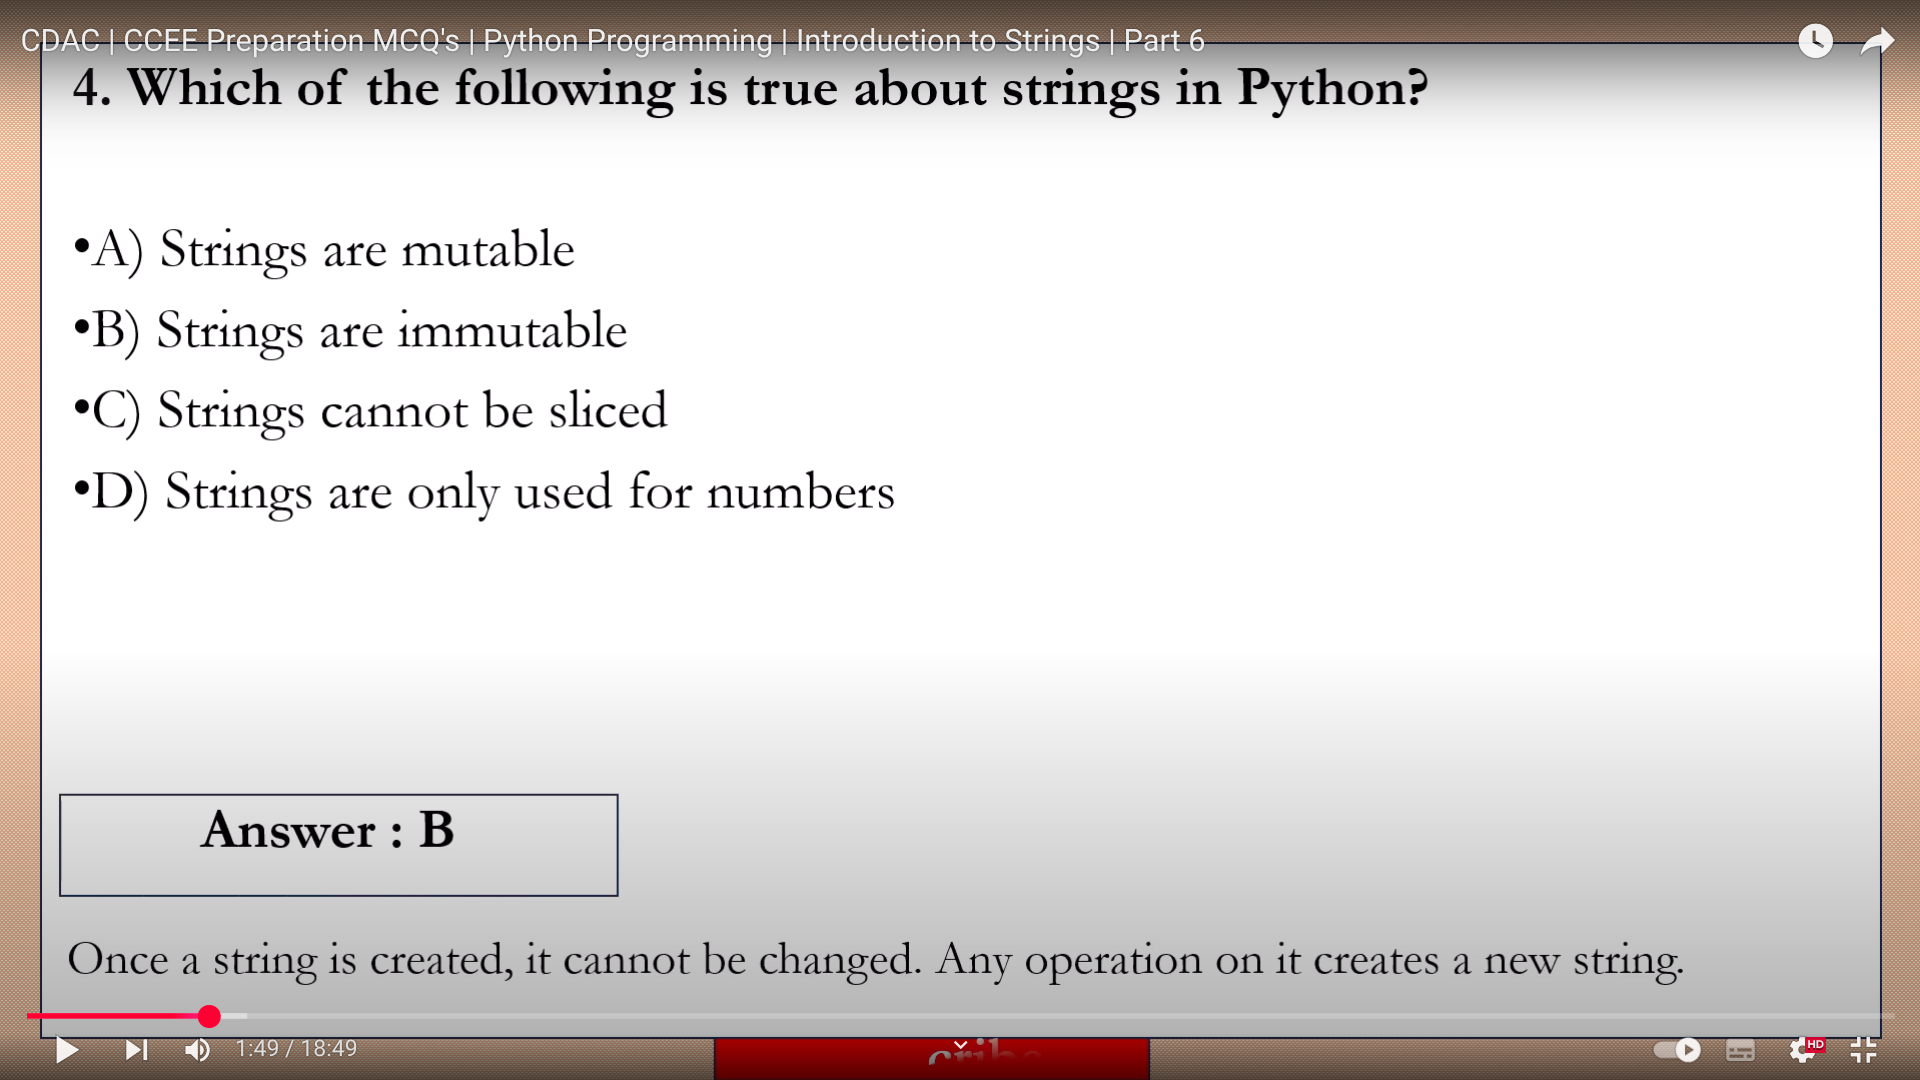 CDAC | CCEE Preparation MCQ's | Python Programming | Introduction to Strings | Part 6
4. Which of the following is true about strings in Python?
•A) Strings are mutable
•B) Strings are immutable
•C) Strings cannot be sliced
•D) Strings are only used for numbers
Answer : B
Once a string is created, it cannot be changed. Any operation on it creates a new string.
1:49 / 18:49
HD